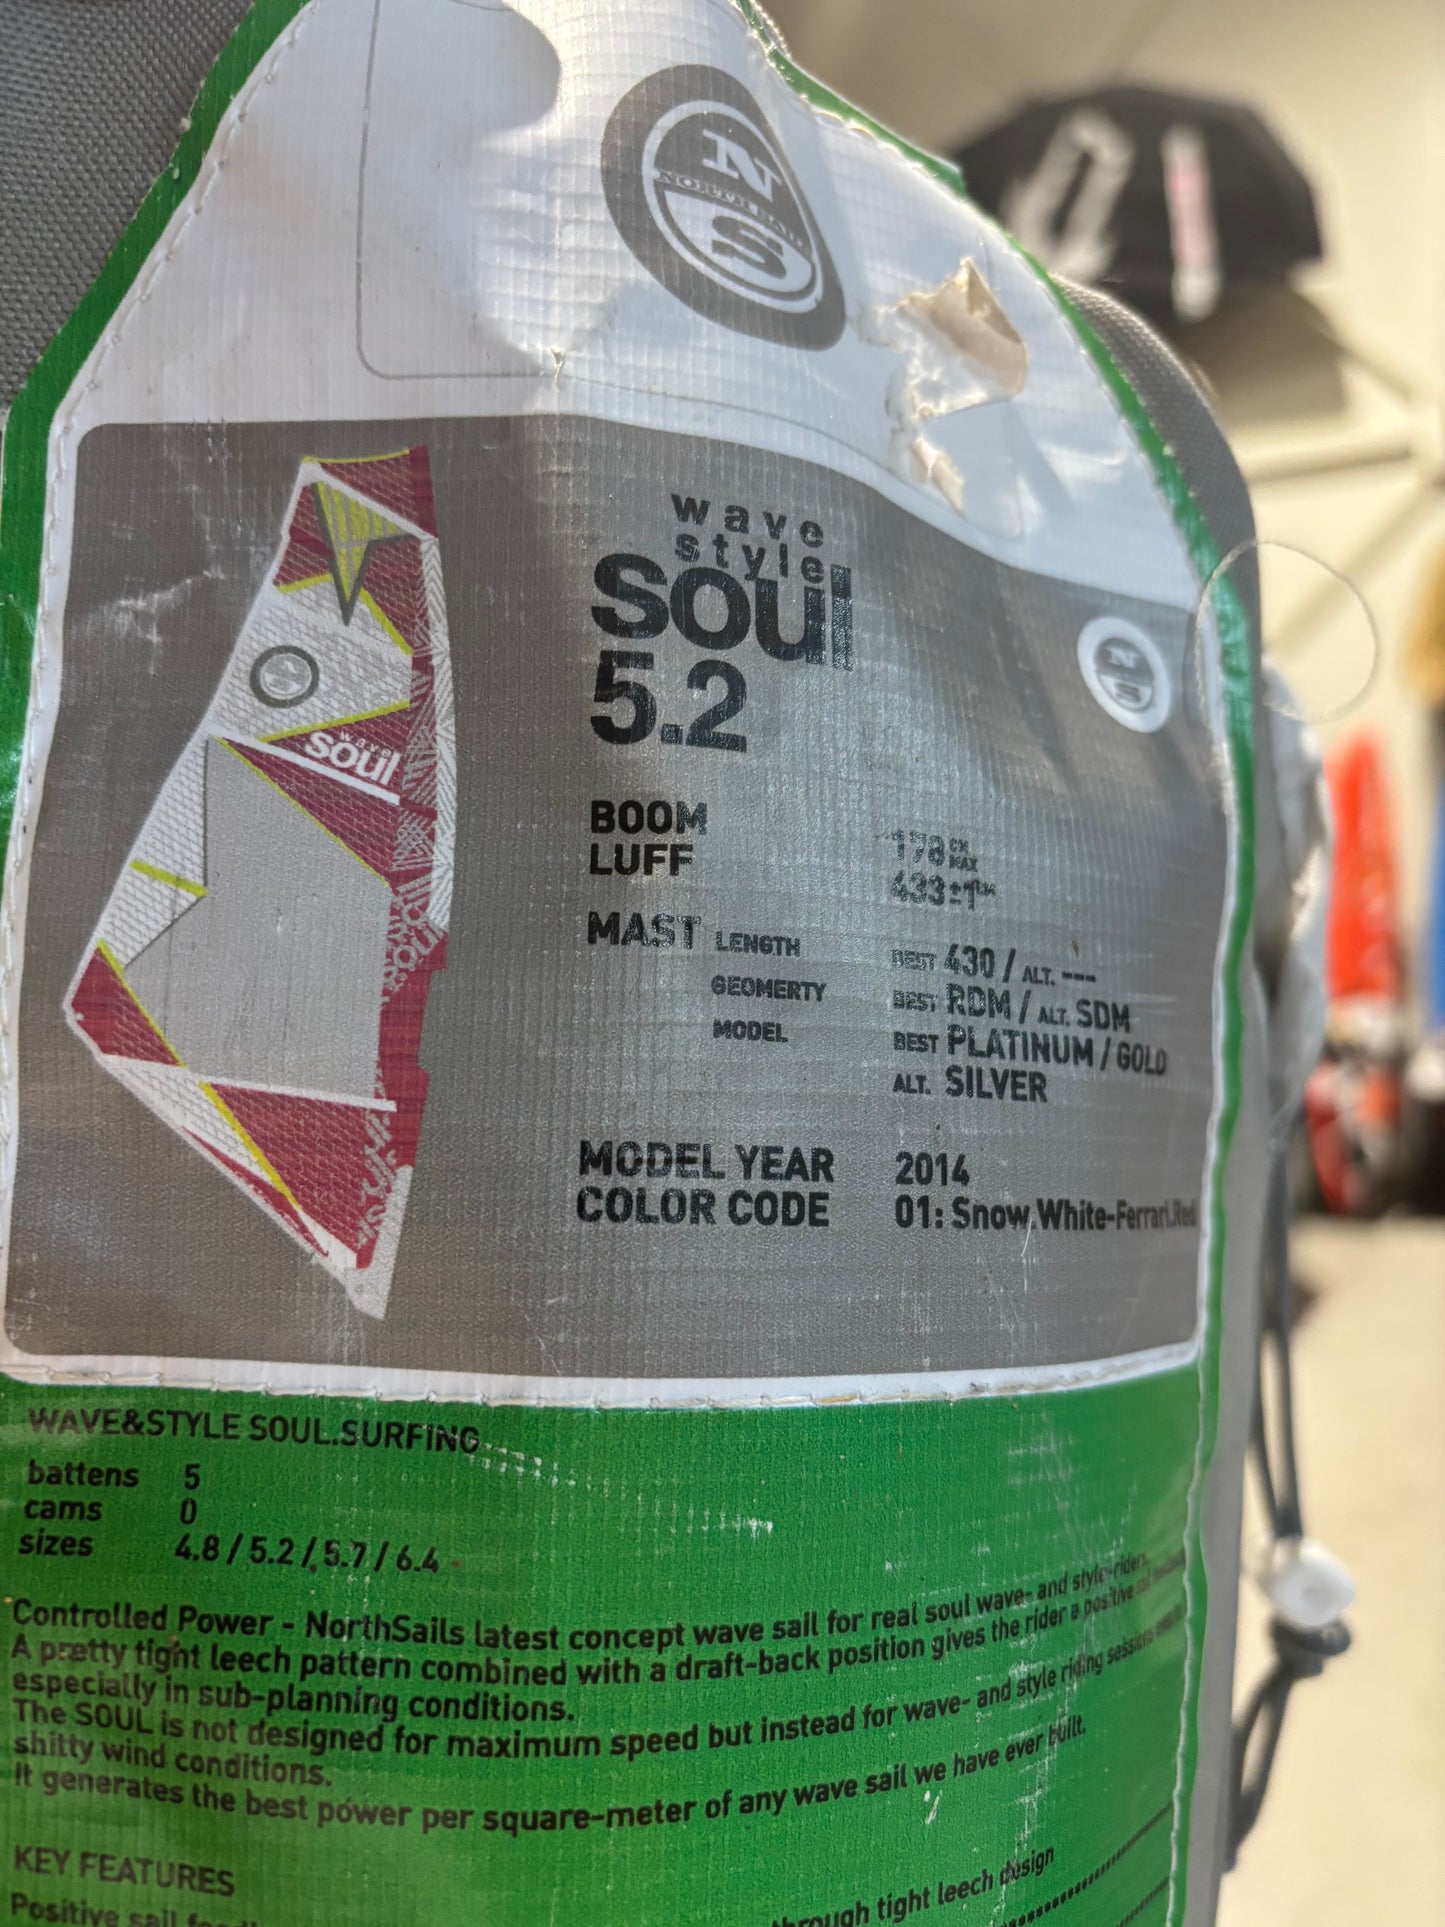 N
NORTH SAILS
S
wave
style
soul
5.2
N
S
wave
soul
BOOM 178 CM MAX
LUFF 433±1CM
MAST LENGTH BEST 430 / ALT. ---
GEOMERTY BEST RDM / ALT. SDM
MODEL BEST PLATINUM / GOLD
ALT. SILVER
MODEL YEAR 2014
COLOR CODE 01: Snow.White-Ferrari.Red
WAVE&STYLE SOUL.SURFING
battens 5
cams 0
sizes 4.8 / 5.2 / 5.7 / 6.4
Controlled Power - NorthSails latest concept wave sail for real soul wave- and style-riders.
A pretty tight leech pattern combined with a draft-back position gives the rider a positive sail
especially in sub-planning conditions.
The SOUL is not designed for maximum speed but instead for wave- and style riding sessions
shitty wind conditions.
It generates the best power per square-meter of any wave sail we have ever built.
KEY FEATURES
Positive sail
through tight leech design